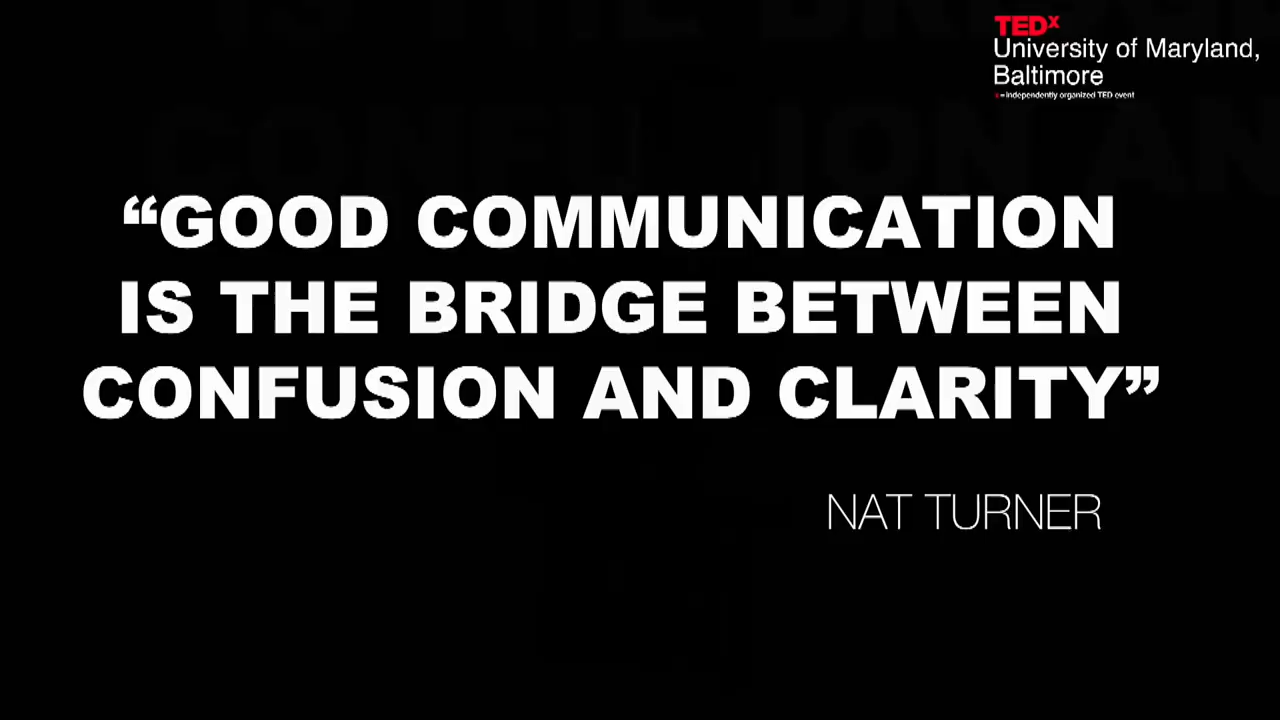 TEDx
University of Maryland,
Baltimore
x = independently organized TED event
“GOOD COMMUNICATION
IS THE BRIDGE BETWEEN
CONFUSION AND CLARITY”
NAT TURNER